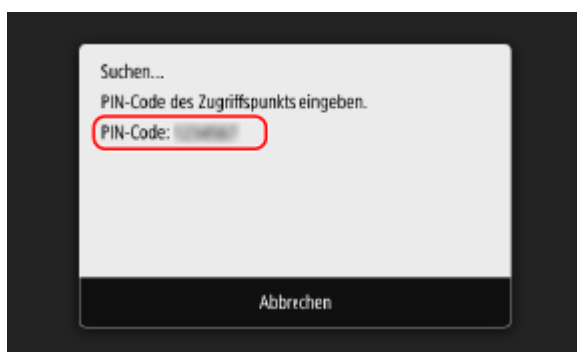 Suchen...
PIN-Code des Zugriffspunkts eingeben.
PIN-Code:
Abbrechen